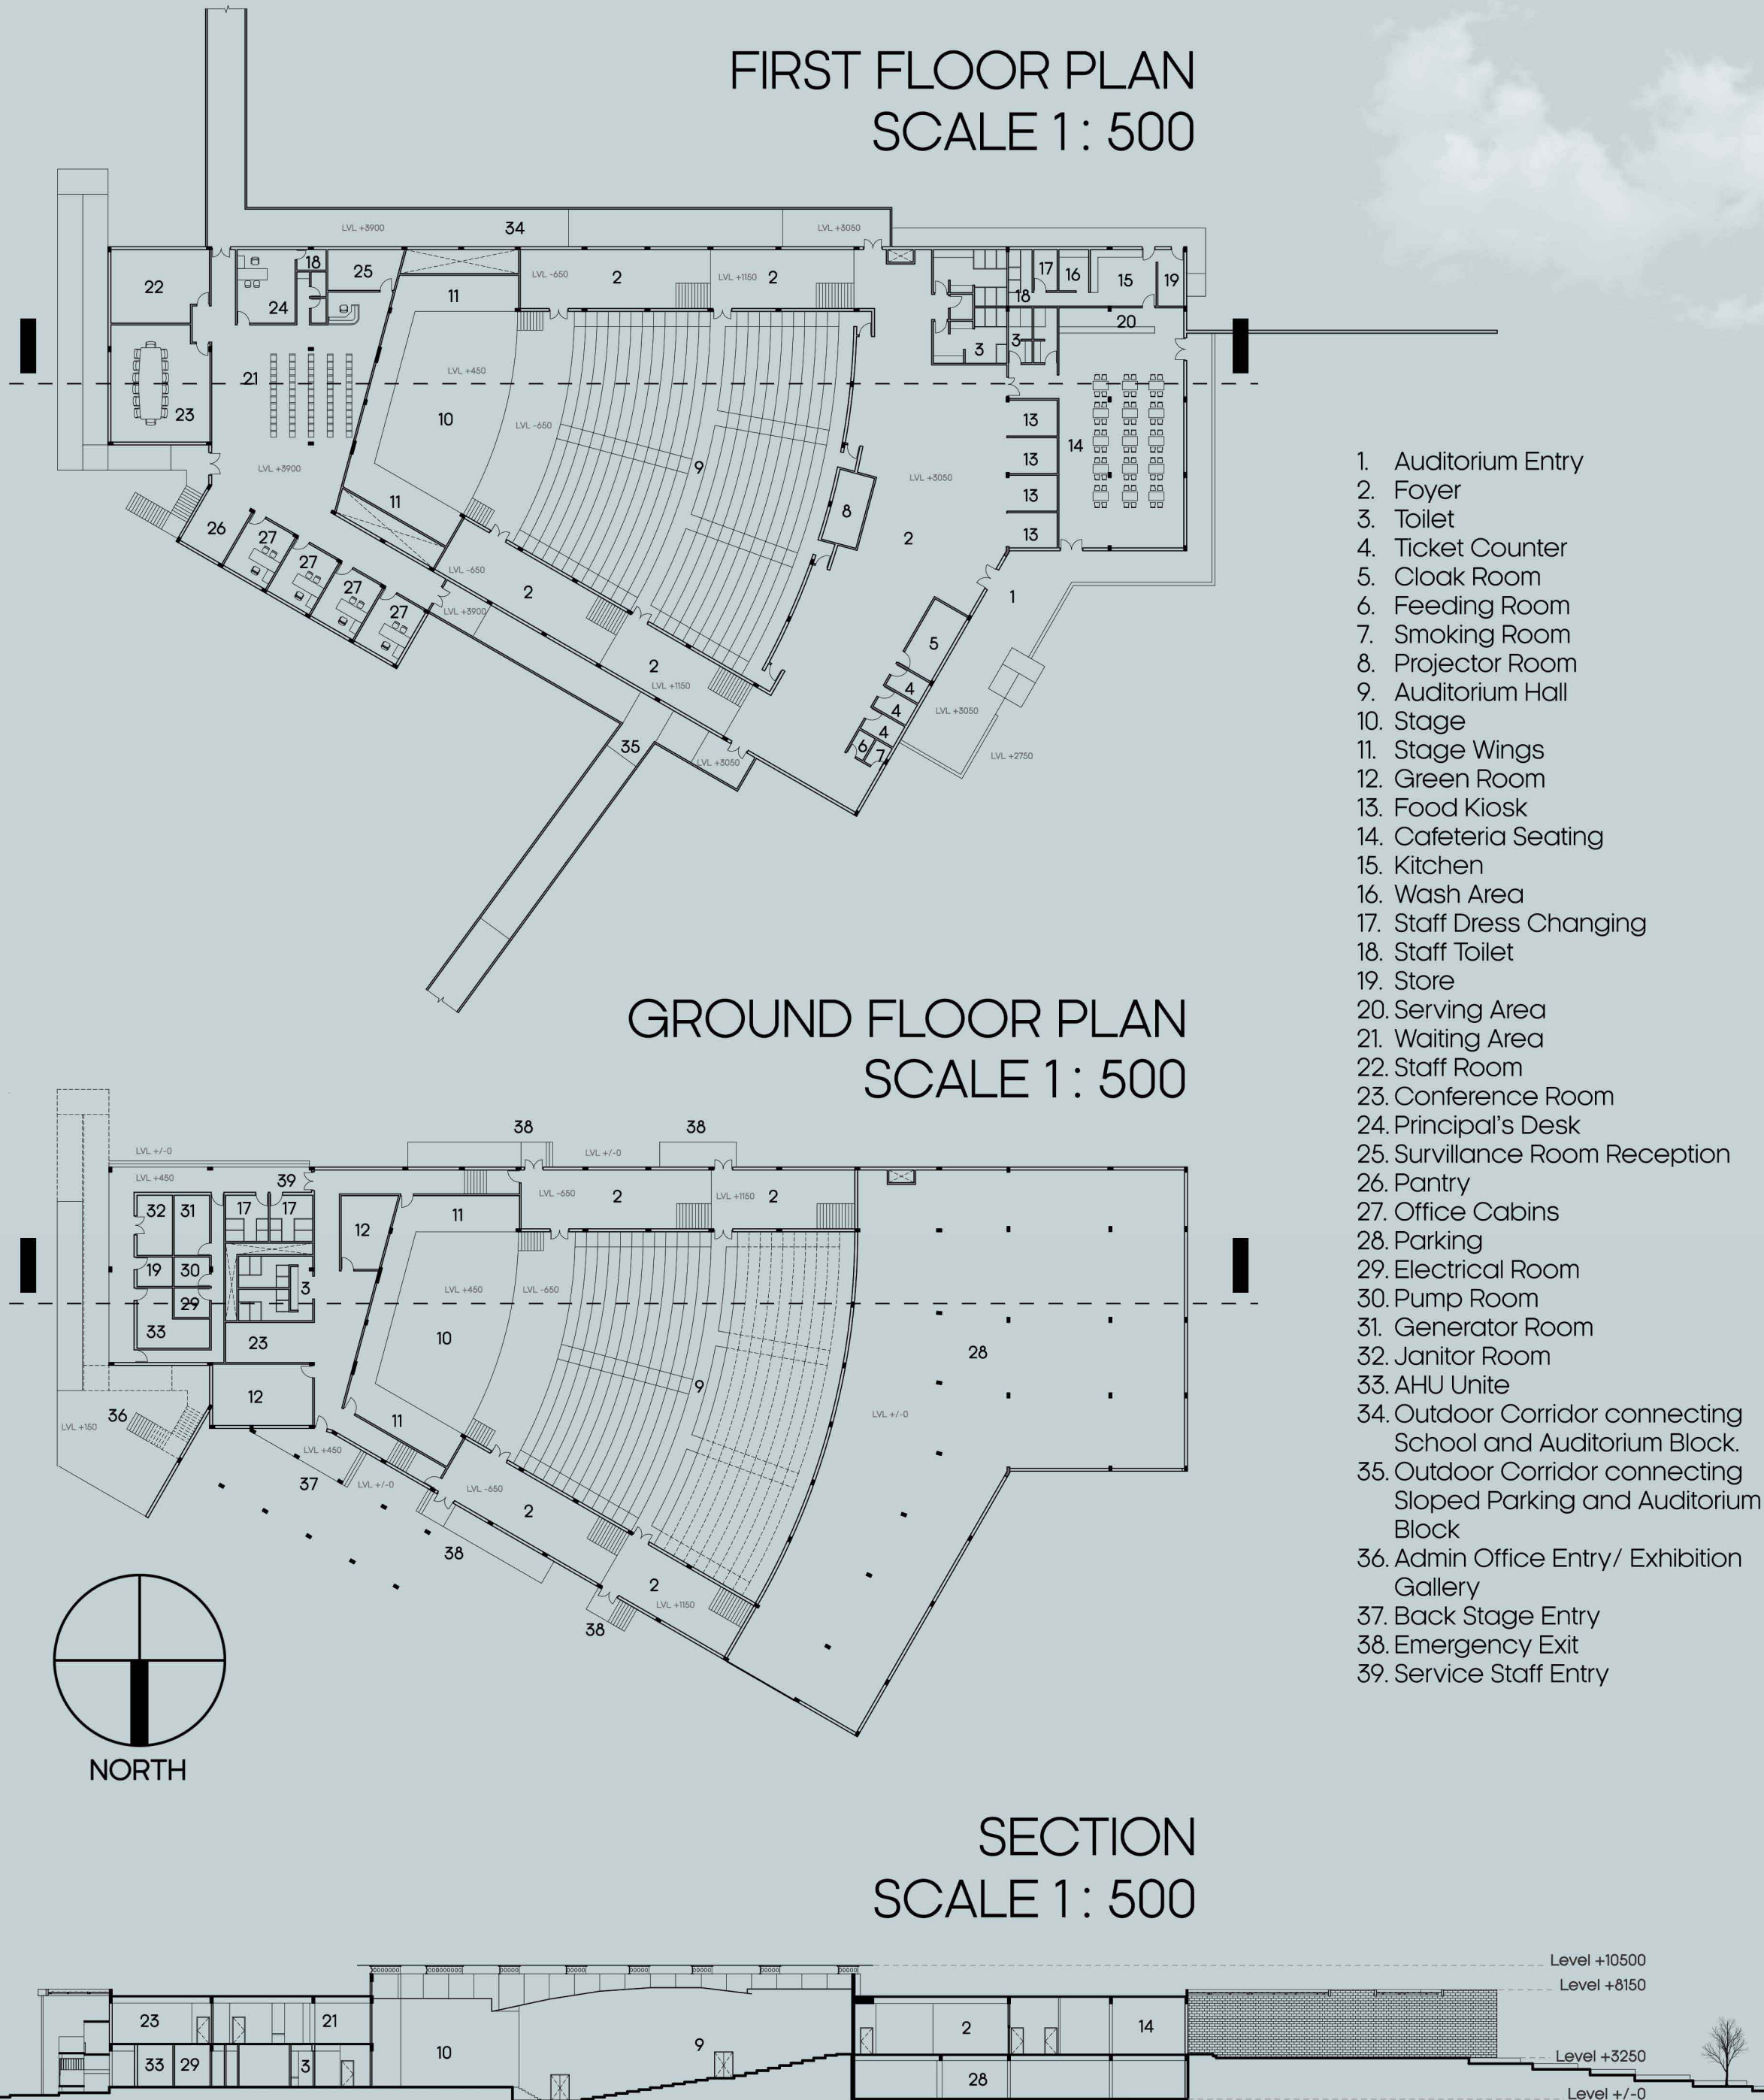 FIRST FLOOR PLAN
SCALE 1 : 500
LVL +3900
34
LVL +3050
22
24
18
25
11
LVL -650
2
LVL +1150
2
18
17
16
15
19
20
3
3
21
23
LVL +450
10
LVL -650
9
13
13
13
13
14
LVL +3900
11
8
LVL +3050
2
26
27
27
27
27
LVL -650
LVL +3900
2
2
LVL +1150
1
5
4
4
4
6
7
LVL +3050
LVL +2750
35
LVL +3050
1. Auditorium Entry
2. Foyer
3. Toilet
4. Ticket Counter
5. Cloak Room
6. Feeding Room
7. Smoking Room
8. Projector Room
9. Auditorium Hall
10. Stage
11. Stage Wings
12. Green Room
13. Food Kiosk
14. Cafeteria Seating
15. Kitchen
16. Wash Area
17. Staff Dress Changing
18. Staff Toilet
19. Store
20. Serving Area
21. Waiting Area
22. Staff Room
23. Conference Room
24. Principal's Desk
25. Survillance Room Reception
26. Pantry
27. Office Cabins
28. Parking
29. Electrical Room
30. Pump Room
31. Generator Room
32. Janitor Room
33. AHU Unite
34. Outdoor Corridor connecting
School and Auditorium Block.
35. Outdoor Corridor connecting
Sloped Parking and Auditorium
Block
36. Admin Office Entry/ Exhibition
Gallery
37. Back Stage Entry
38. Emergency Exit
39. Service Staff Entry
GROUND FLOOR PLAN
SCALE 1 : 500
38
38
LVL +/-0
LVL +/-0
LVL +450
39
LVL -650
2
LVL +1150
2
32
31
17
17
12
11
19
30
3
29
33
23
LVL +450
LVL -650
10
9
28
12
11
LVL +/-0
36
LVL +150
LVL +450
37
LVL +/-0
LVL -650
2
38
2
LVL +1150
38
NORTH
SECTION
SCALE 1 : 500
Level +10500
Level +8150
23
21
2
14
33
29
3
10
9
28
Level +3250
Level +/-0